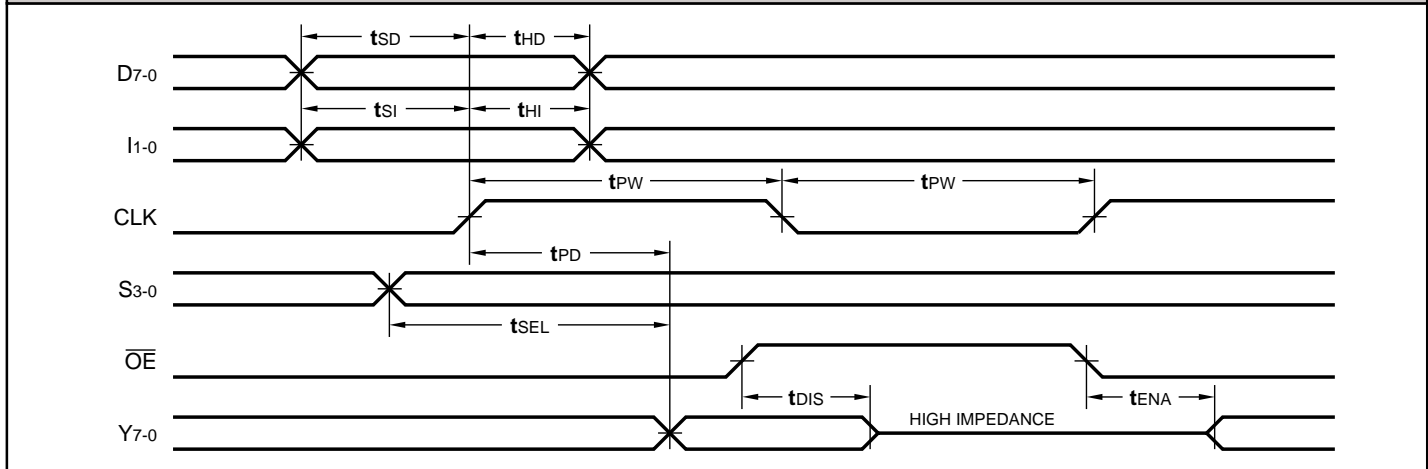 tSD tHD
D7-0
tSI tHI
I1-0
tPW tPW
CLK
tPD
S3-0
tSEL
OE
tDIS tENA
HIGH IMPEDANCE
Y7-0